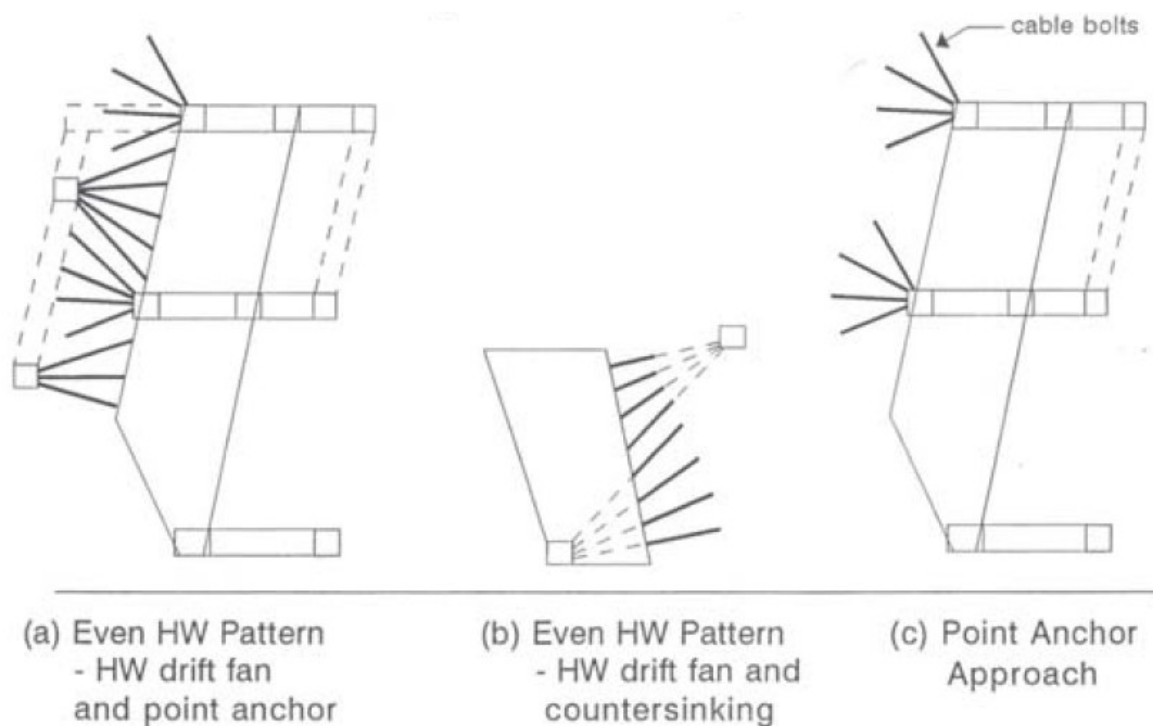 cable bolts
(a) Even HW Pattern
- HW drift fan
and point anchor
(b) Even HW Pattern
- HW drift fan and
countersinking
(c) Point Anchor
Approach